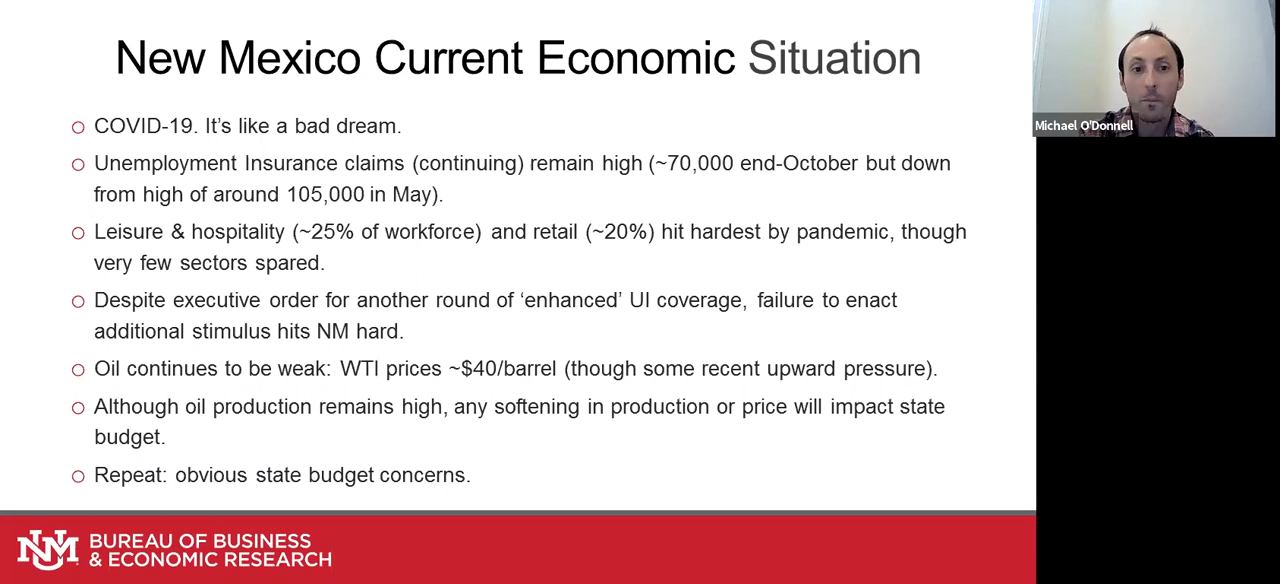 New Mexico Current Economic Situation
COVID-19. It's like a bad dream.
Unemployment Insurance claims (continuing) remain high (~70,000 end-October but down
from high of around 105,000 in May).
Leisure & hospitality (~25% of workforce) and retail (~20%) hit hardest by pandemic, though
very few sectors spared.
Despite executive order for another round of ‘enhanced’ UI coverage, failure to enact
additional stimulus hits NM hard.
Oil continues to be weak: WTI prices ~$40/barrel (though some recent upward pressure).
Although oil production remains high, any softening in production or price will impact state
budget.
Repeat: obvious state budget concerns.
UNM
BUREAU OF BUSINESS
& ECONOMIC RESEARCH
Michael O'Donnell